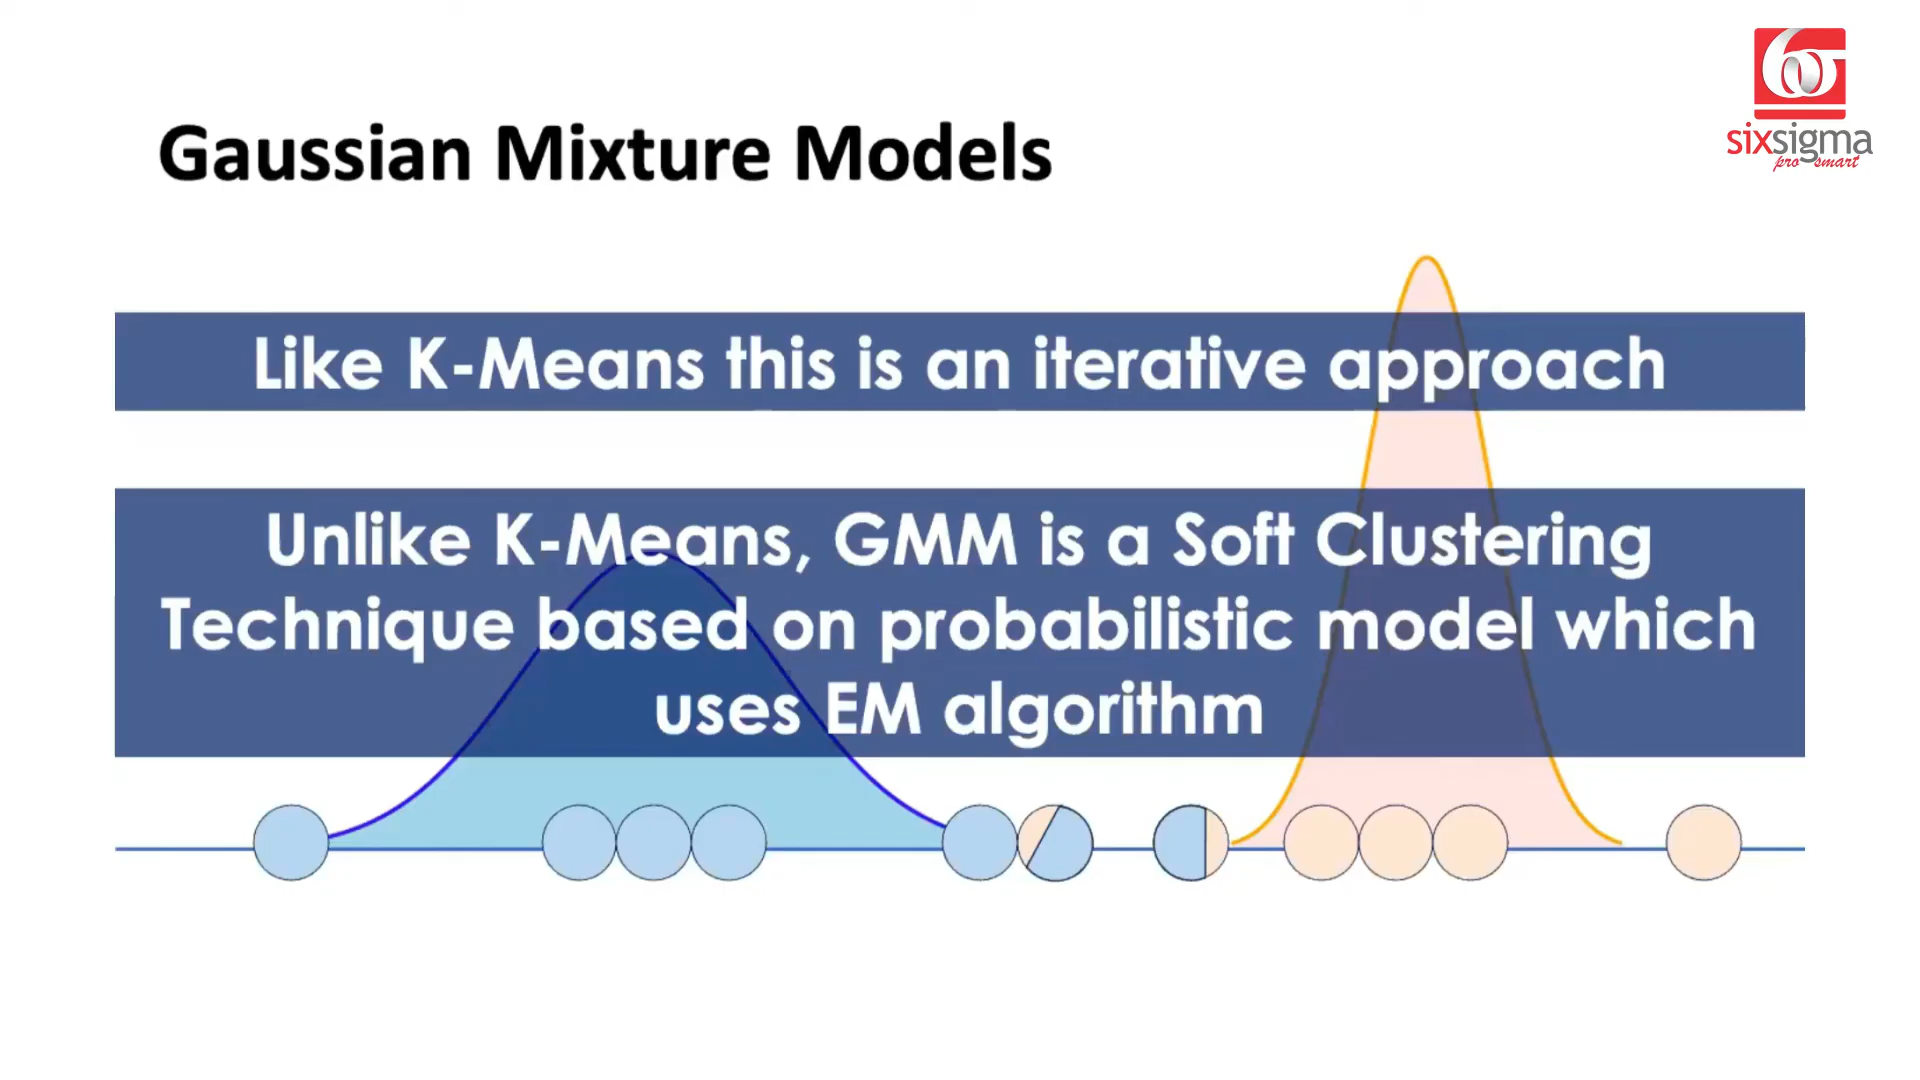 sixsigma
pro smart
Gaussian Mixture Models
Like K-Means this is an iterative approach
Unlike K-Means, GMM is a Soft Clustering
Technique based on probabilistic model which
uses EM algorithm